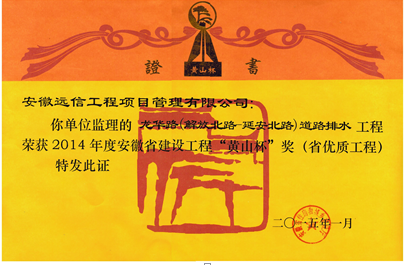 黄山杯
證 書
安徽远信工程项目管理有限公司:
你单位监理的 龙华路(解放北路-延安北路)道路排水 工程
荣获2014年度安徽省建设工程“黄山杯”奖（省优质工程）
特发此证
二〇一五年一月